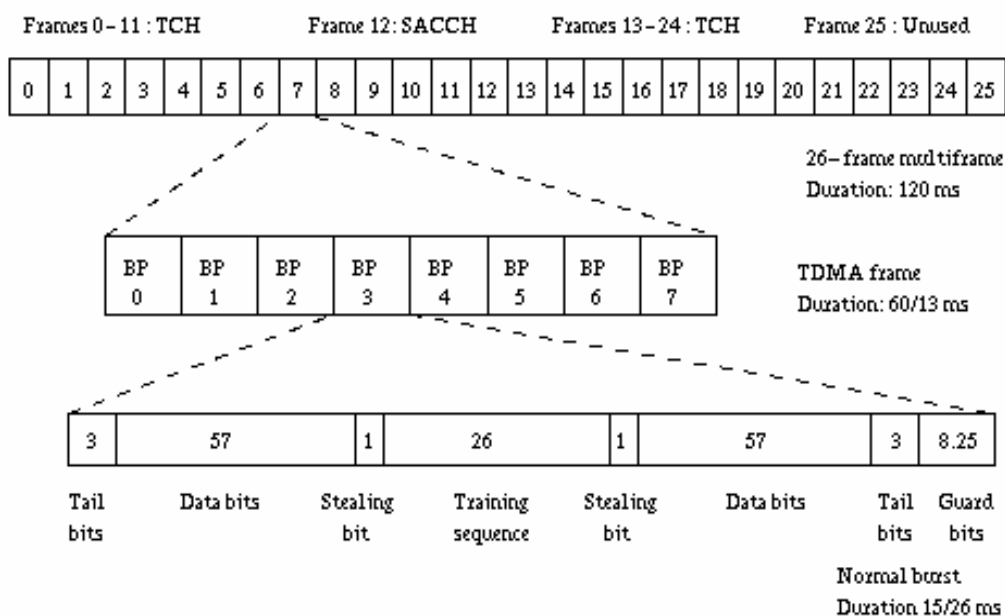 Frames 0–11 : TCH Frame 12: SACCH Frames 13–24 : TCH Frame 25 : Unused
0 1 2 3 4 5 6 7 8 9 10 11 12 13 14 15 16 17 18 19 20 21 22 23 24 25
26–frame multiframe
Duration: 120 ms
BP 0 BP 1 BP 2 BP 3 BP 4 BP 5 BP 6 BP 7
TDMA frame
Duration: 60/13 ms
3 57 1 26 1 57 3 8.25
Tail bits Data bits Stealing bit Training sequence Stealing bit Data bits Tail bits Guard bits
Normal burst
Duration 15/26 ms